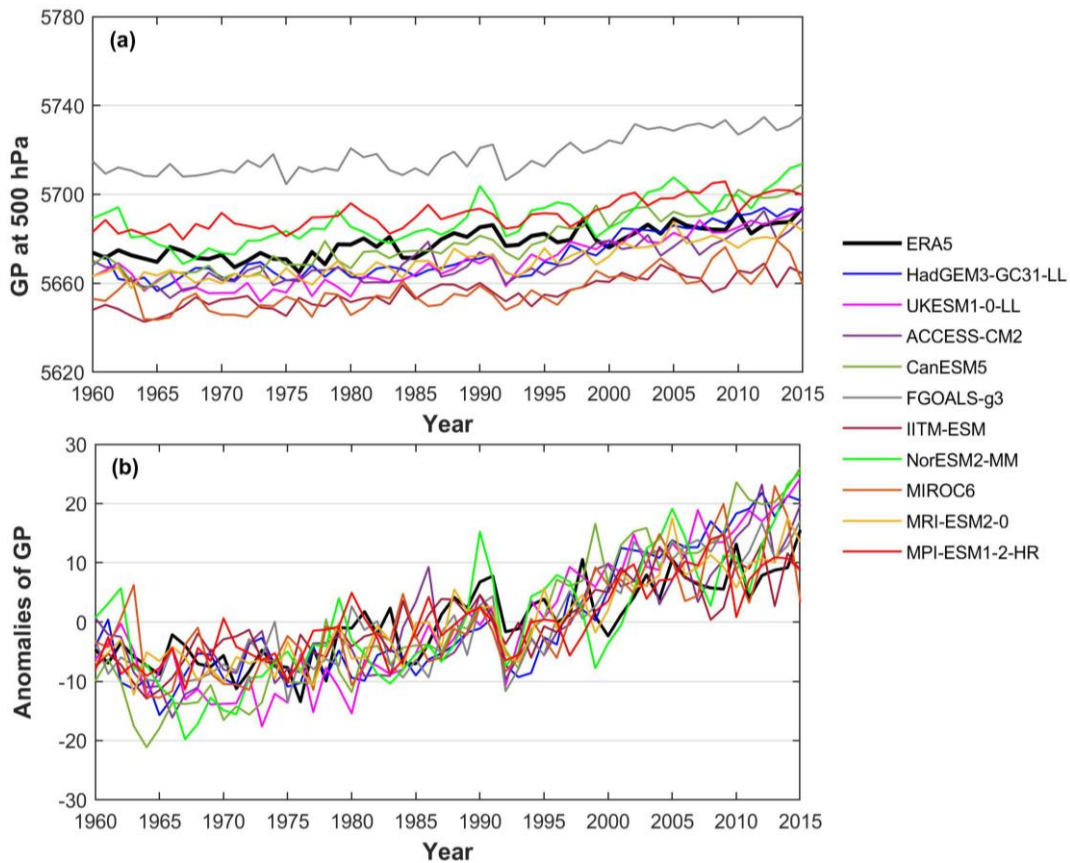 (a)
GP at 500 hPa
5780
5740
5700
5660
5620
1960 1965 1970 1975 1980 1985 1990 1995 2000 2005 2010 2015
Year
ERA5
HadGEM3-GC31-LL
UKESM1-0-LL
ACCESS-CM2
CanESM5
FGOALS-g3
IITM-ESM
NorESM2-MM
MIROC6
MRI-ESM2-0
MPI-ESM1-2-HR
(b)
Anomalies of GP
30
20
10
0
-10
-20
-30
1960 1965 1970 1975 1980 1985 1990 1995 2000 2005 2010 2015
Year